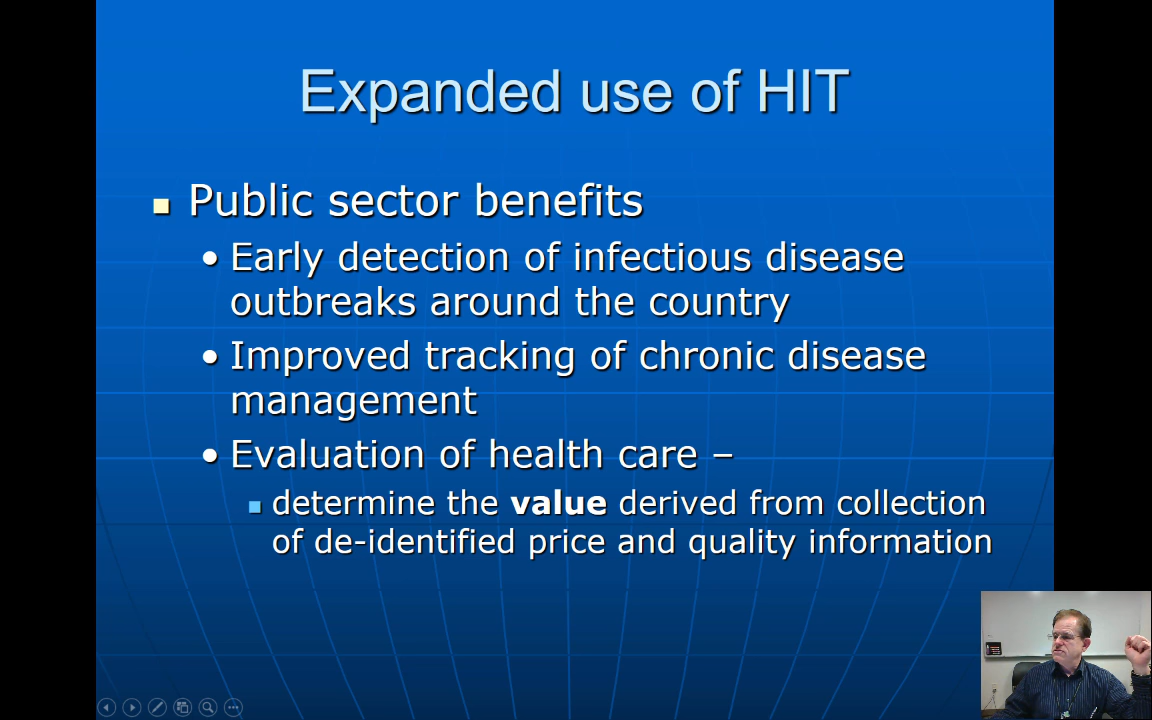 Expanded use of HIT
Public sector benefits
Early detection of infectious disease
outbreaks around the country
Improved tracking of chronic disease
management
Evaluation of health care –
determine the value derived from collection
of de-identified price and quality information